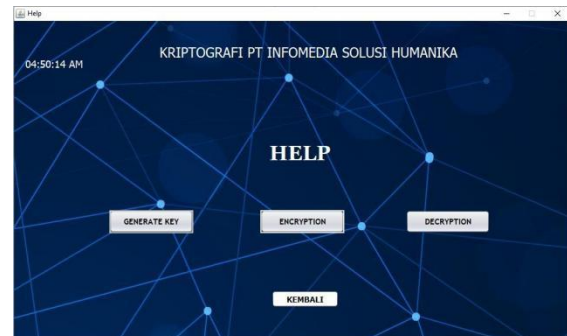 Help
KRIPTOGRAFI PT INFOMEDIA SOLUSI HUMANIKA
04:50:14 AM
HELP
GENERATE KEY
ENCRYPTION
DECRYPTION
KEMBALI